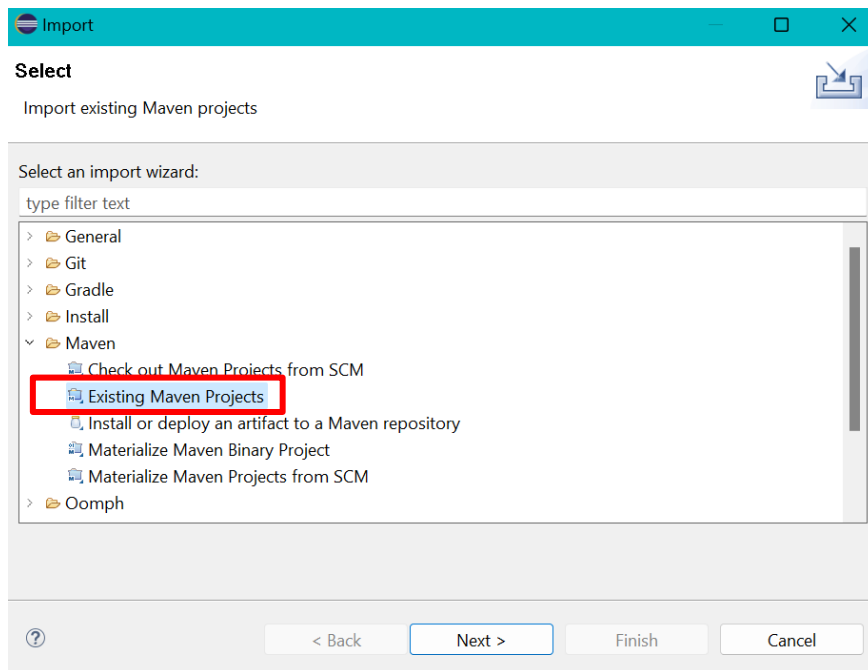 Import
Select
Import existing Maven projects
Select an import wizard:
type filter text
General
Git
Gradle
Install
Maven
Check out Maven Projects from SCM
Existing Maven Projects
Install or deploy an artifact to a Maven repository
Materialize Maven Binary Project
Materialize Maven Projects from SCM
Oomph
< Back Next > Finish Cancel